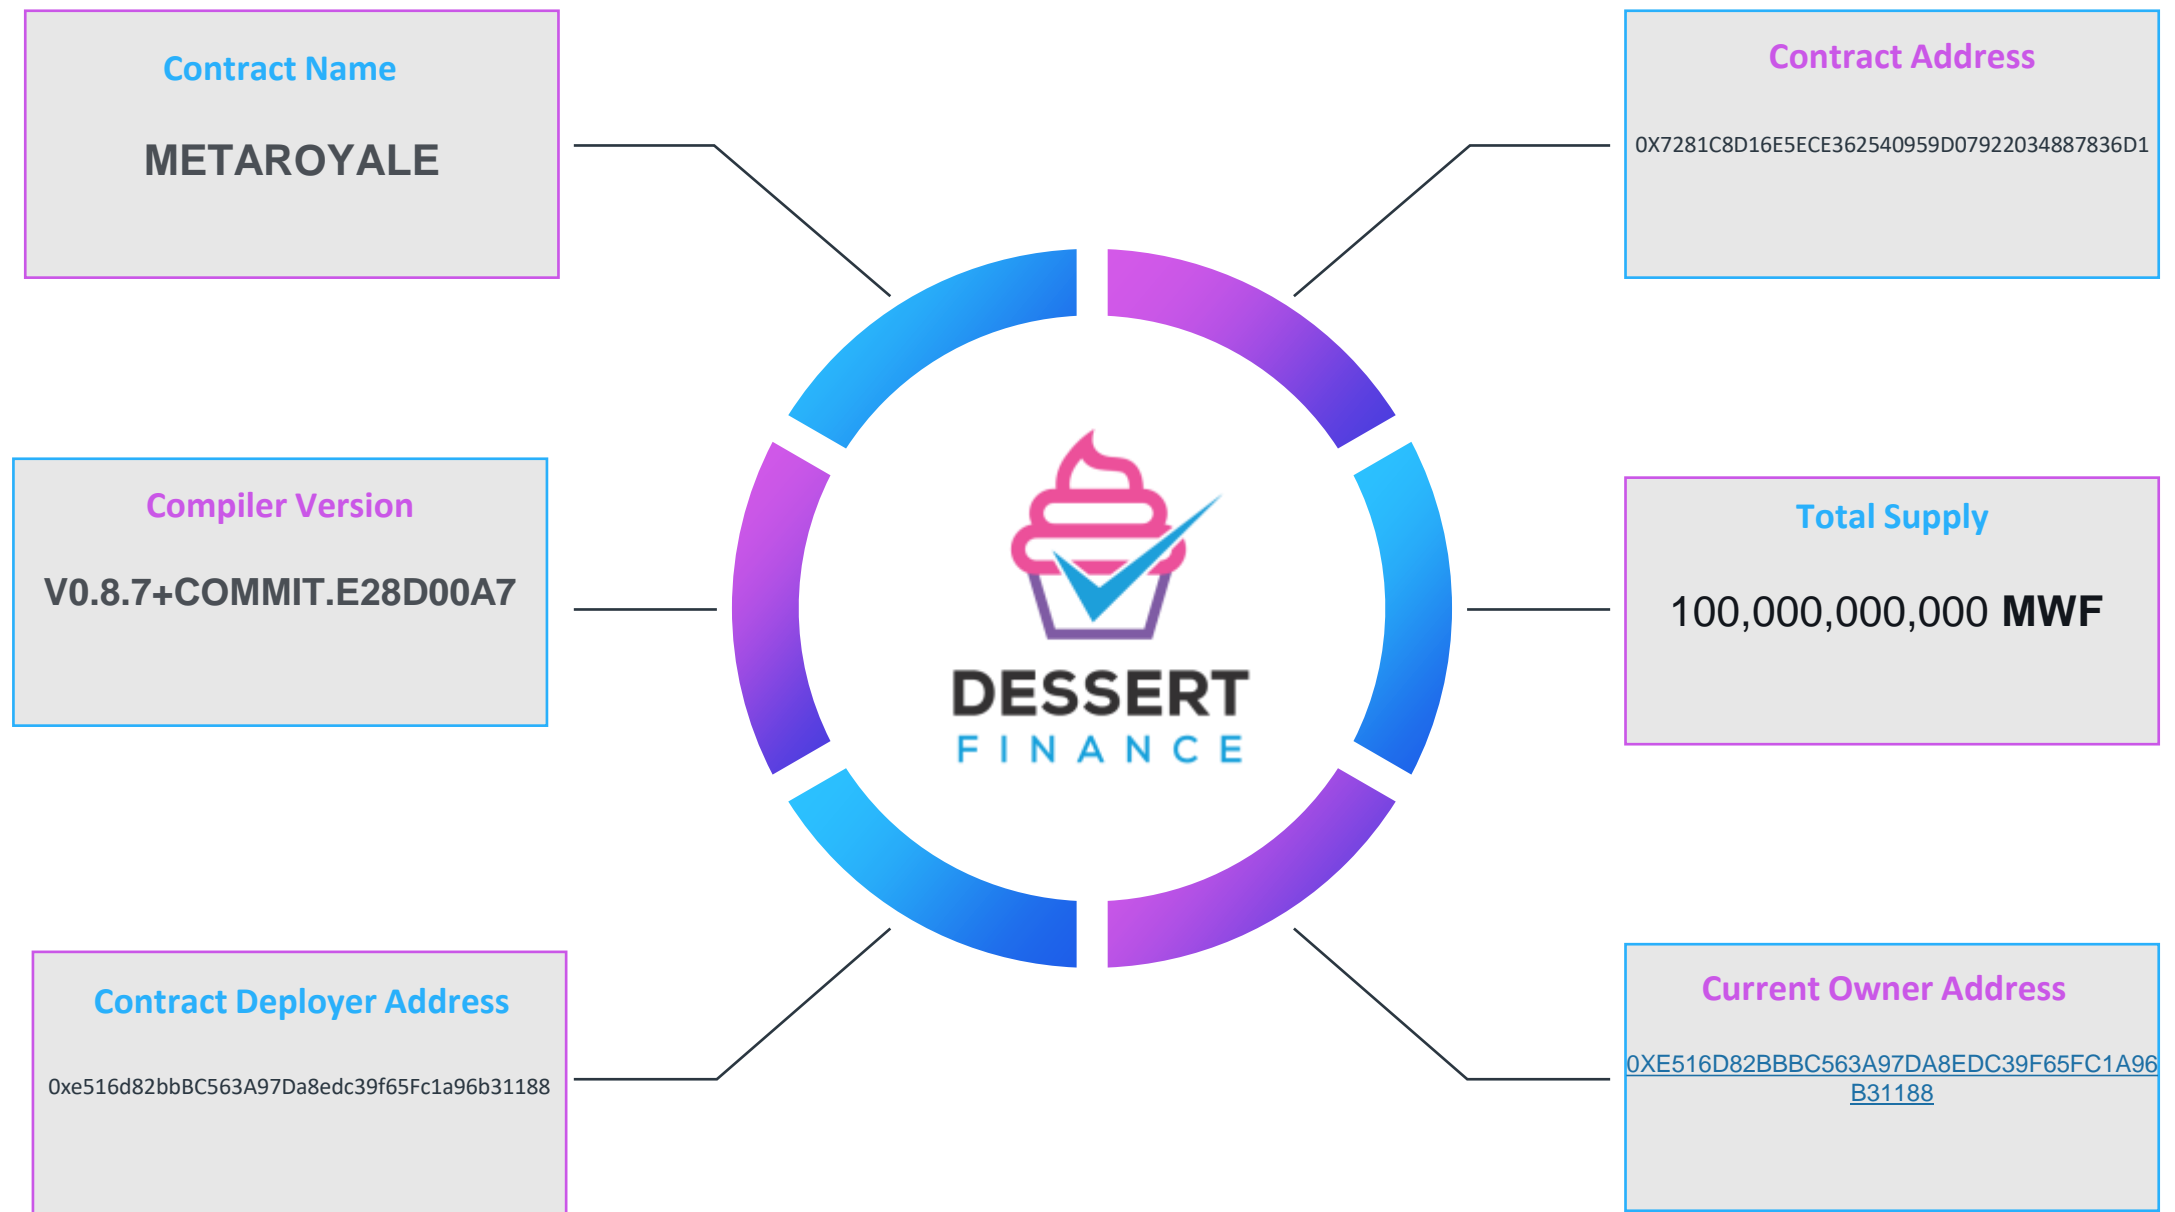 Contract Name
METAROYALE
Contract Address
0X7281C8D16E5ECE362540959D07922034887836D1
Compiler Version
V0.8.7+COMMIT.E28D00A7
Total Supply
100,000,000,000 MWF
DESSERT
FINANCE
Contract Deployer Address
0xe516d82bbBC563A97Da8edc39f65Fc1a96b31188
Current Owner Address
0XE516D82BBBC563A97DA8EDC39F65FC1A96
B31188